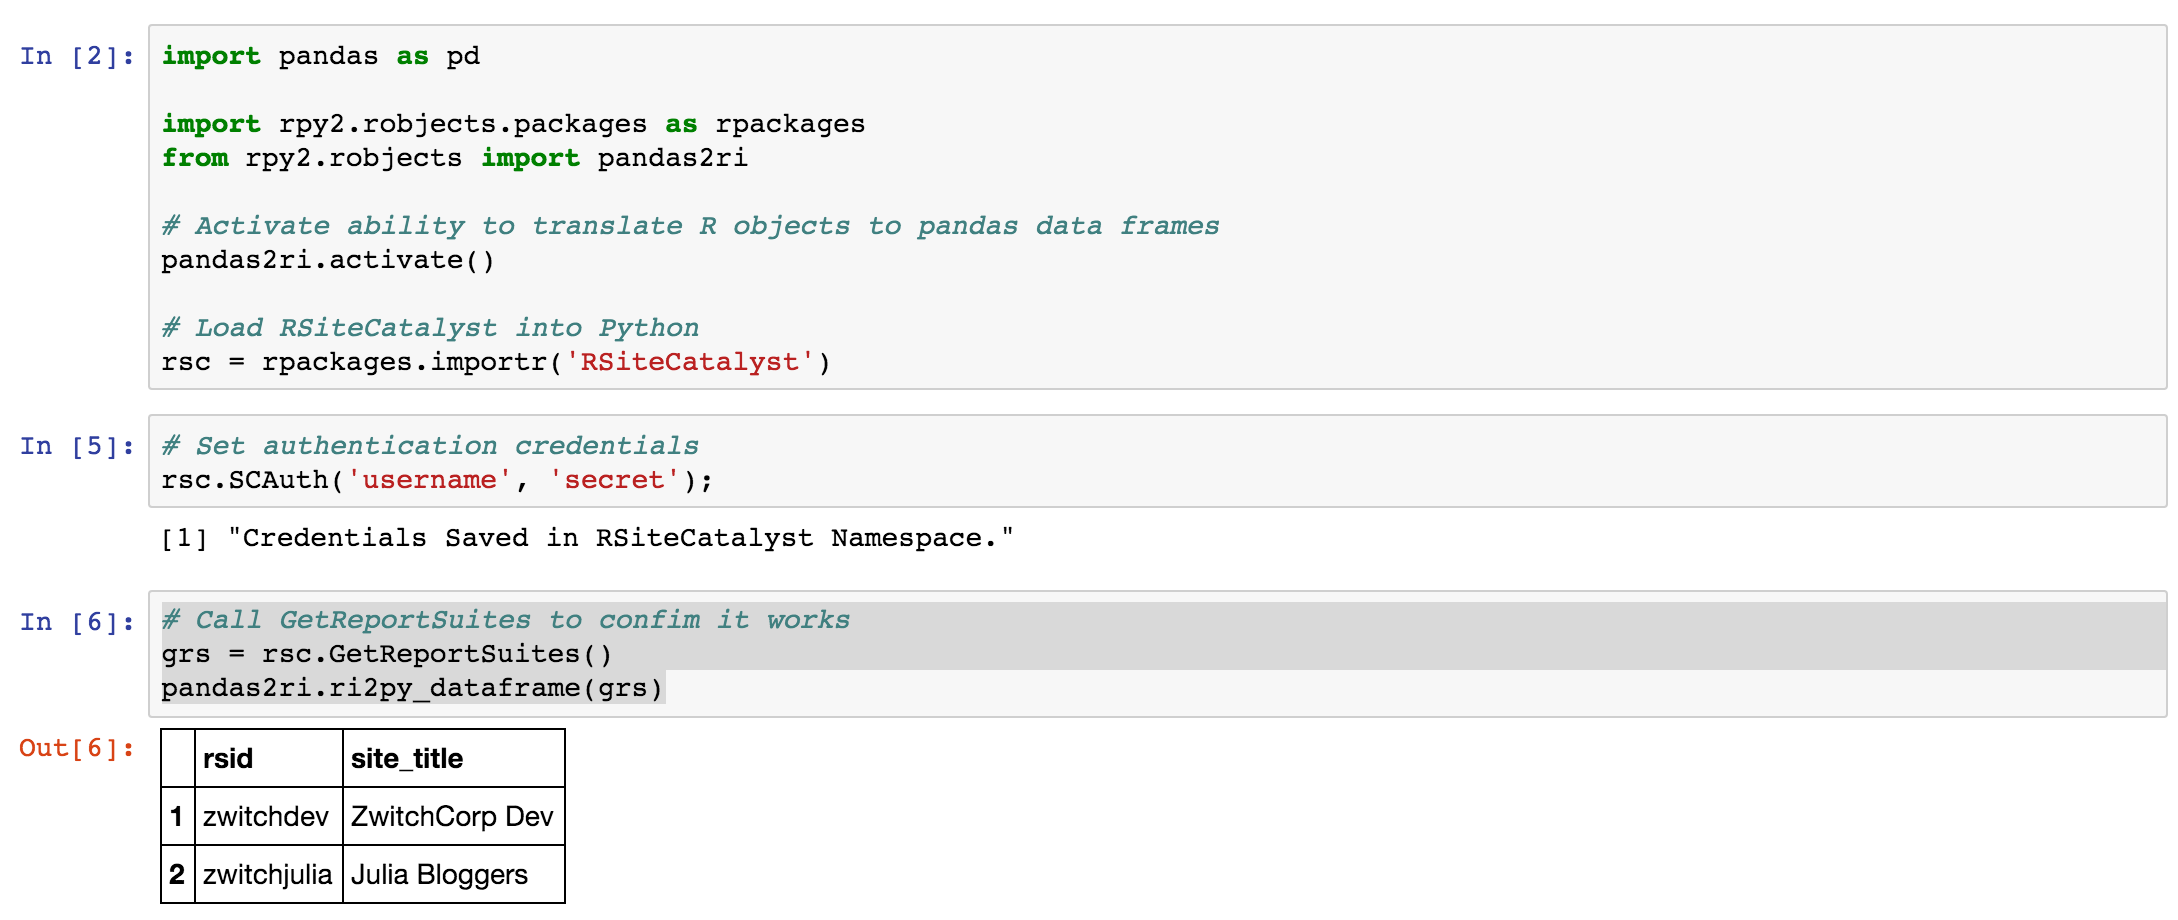 In [2]: import pandas as pd
import rpy2.robjects.packages as rpackages
from rpy2.robjects import pandas2ri
# Activate ability to translate R objects to pandas data frames
pandas2ri.activate()
# Load RSiteCatalyst into Python
rsc = rpackages.importr('RSiteCatalyst')
In [5]: # Set authentication credentials
rsc.SCAuth('username', 'secret');
[1] "Credentials Saved in RSiteCatalyst Namespace."
In [6]: # Call GetReportSuites to confim it works
grs = rsc.GetReportSuites()
pandas2ri.ri2py_dataframe(grs)
Out[6]:
rsid site_title
1 zwitchdev ZwitchCorp Dev
2 zwitchjulia Julia Bloggers